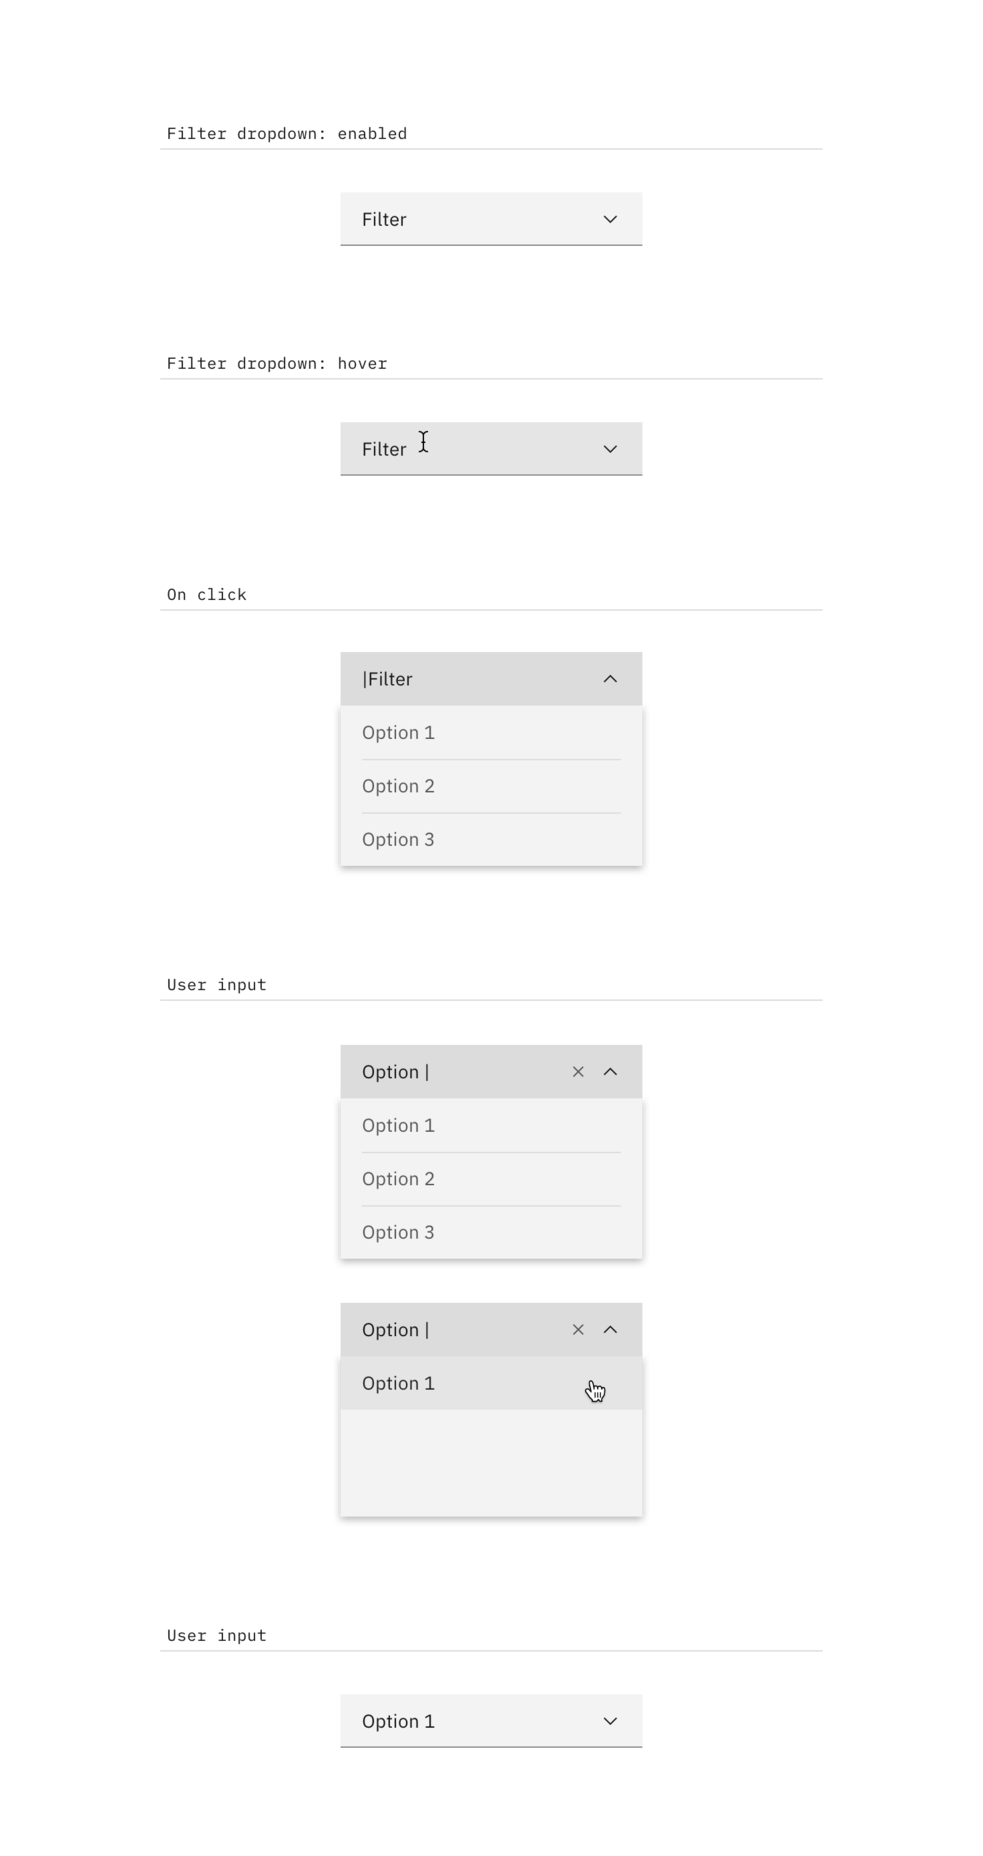 Filter dropdown: enabled
Filter
Filter dropdown: hover
Filter
On click
|Filter
Option 1
Option 2
Option 3
User input
Option |
Option 1
Option 2
Option 3
Option |
Option 1
User input
Option 1